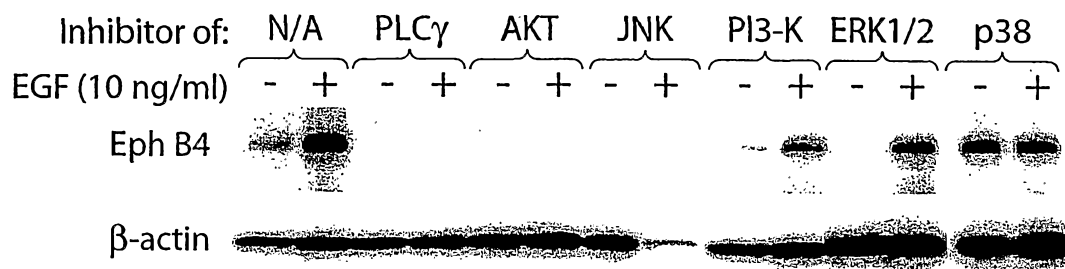 Inhibitor of: N/A PLCγ AKT JNK PI3-K ERK1/2 p38
EGF (10 ng/ml) - + - + - + - + - + - + - +
Eph B4
β-actin